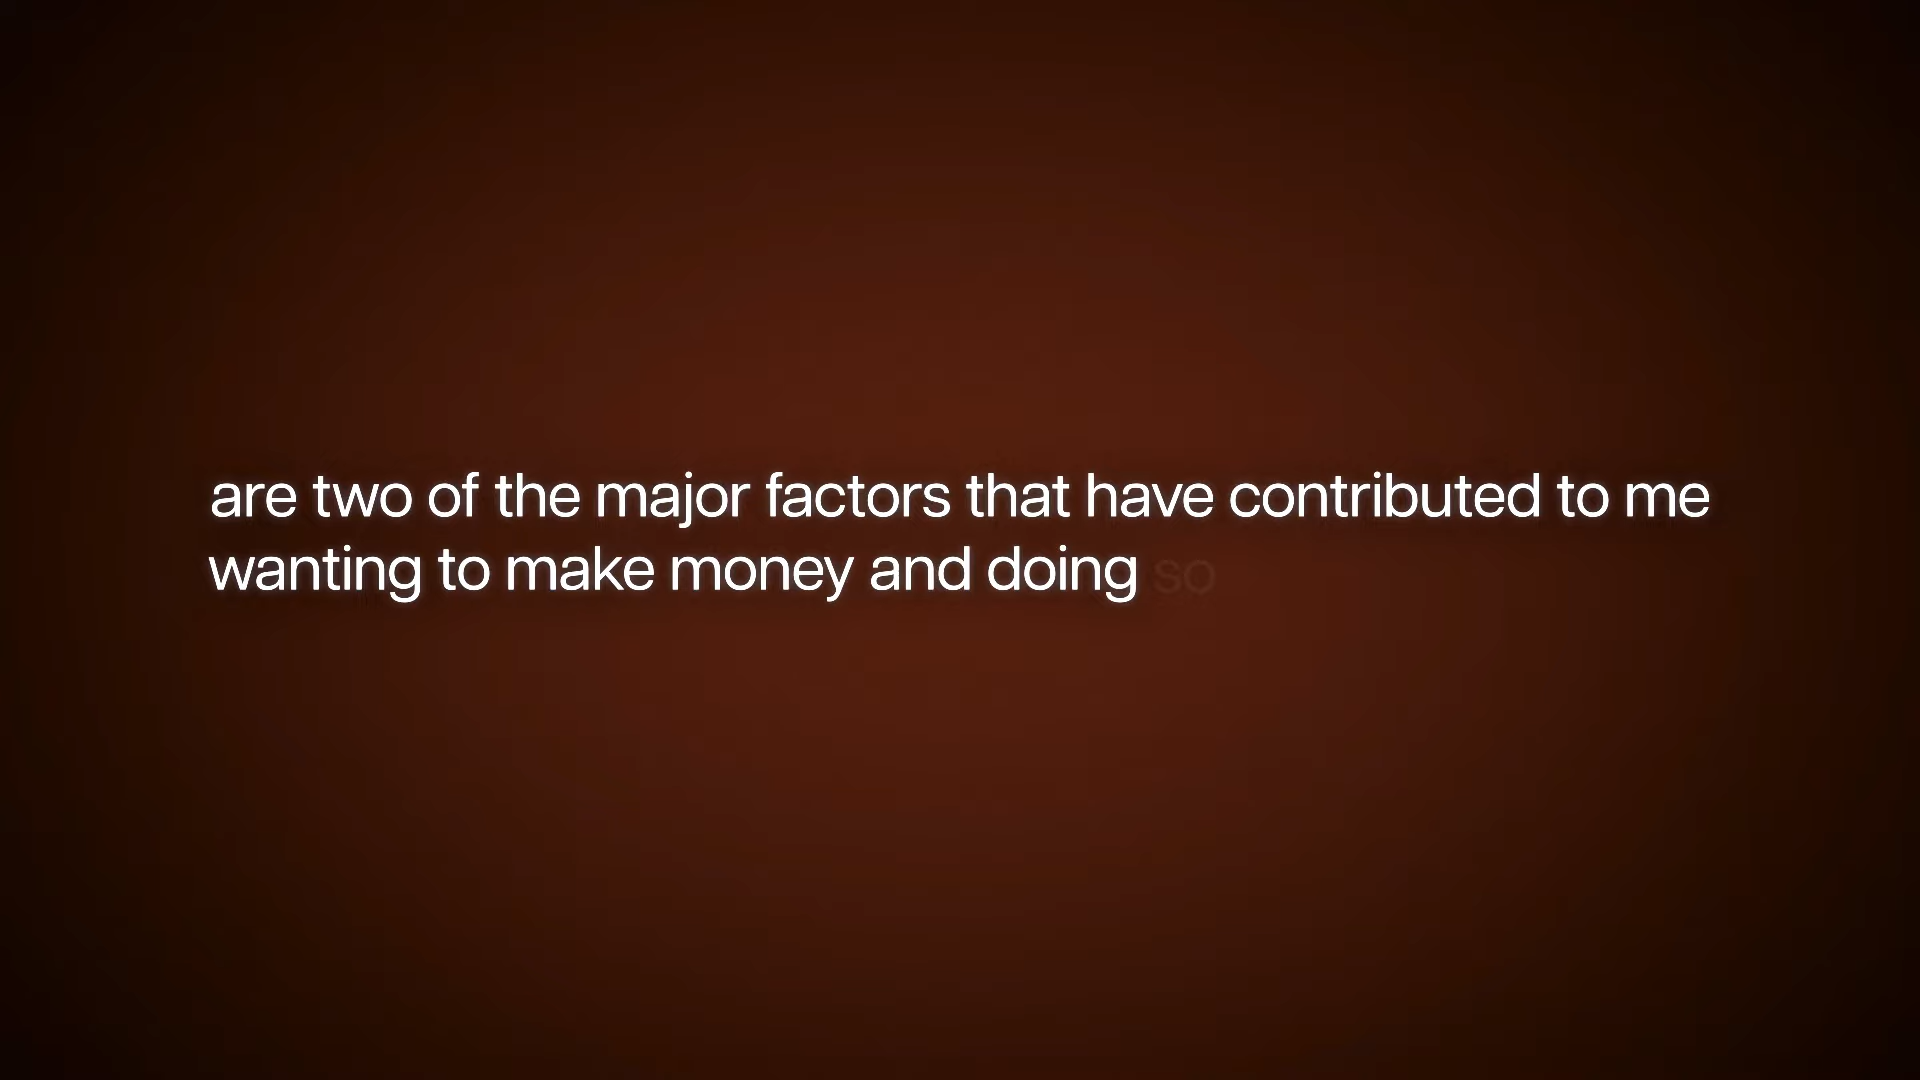 are two of the major factors that have contributed to me
wanting to make money and doing so